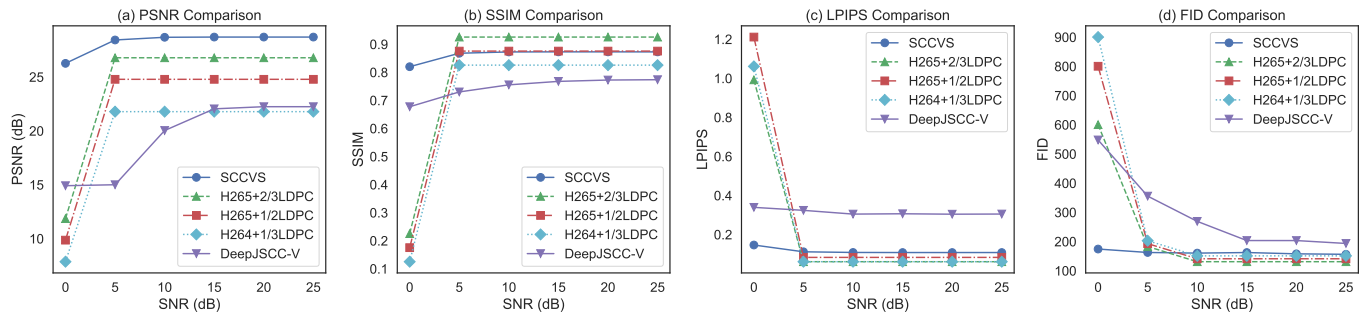 (a) PSNR Comparison
PSNR (dB)
25
20
15
10
0 5 10 15 20 25
SNR (dB)
SCCVS
H265+2/3LDPC
H265+1/2LDPC
H264+1/3LDPC
DeepJSCC-V
(b) SSIM Comparison
SSIM
0.9
0.8
0.7
0.6
0.5
0.4
0.3
0.2
0.1
0 5 10 15 20 25
SNR (dB)
SCCVS
H265+2/3LDPC
H265+1/2LDPC
H264+1/3LDPC
DeepJSCC-V
(c) LPIPS Comparison
LPIPS
1.2
1.0
0.8
0.6
0.4
0.2
0 5 10 15 20 25
SNR (dB)
SCCVS
H265+2/3LDPC
H265+1/2LDPC
H264+1/3LDPC
DeepJSCC-V
(d) FID Comparison
FID
900
800
700
600
500
400
300
200
100
0 5 10 15 20 25
SNR (dB)
SCCVS
H265+2/3LDPC
H265+1/2LDPC
H264+1/3LDPC
DeepJSCC-V